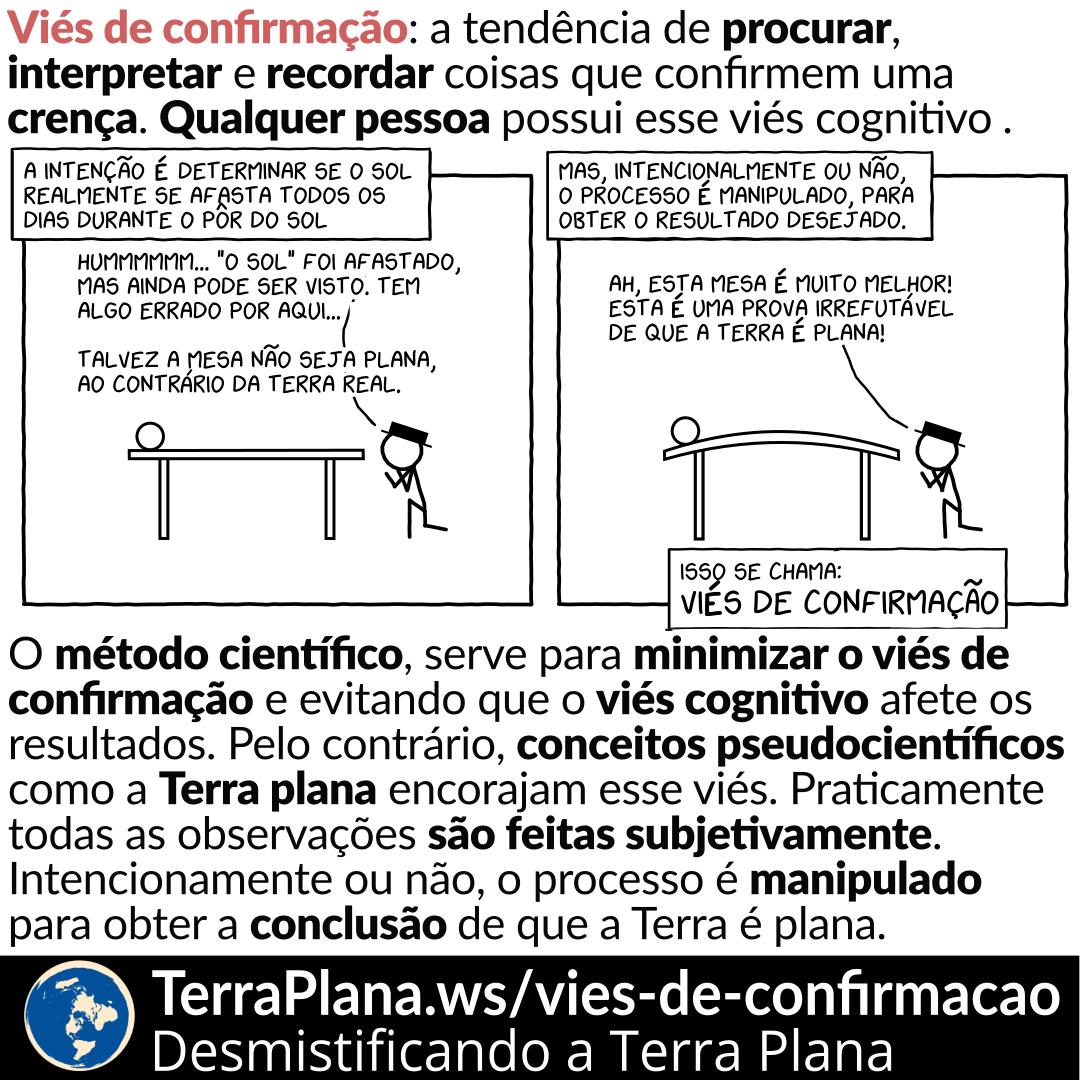 Viés de confirmação: a tendência de procurar,
interpretar e recordar coisas que confirmem uma
crença. Qualquer pessoa possui esse viés cognitivo .
A INTENÇÃO É DETERMINAR SE O SOL
REALMENTE SE AFASTA TODOS OS
DIAS DURANTE O PÔR DO SOL
HUMMMMMM... "O SOL" FOI AFASTADO,
MAS AINDA PODE SER VISTO. TEM
ALGO ERRADO POR AQUI...
TALVEZ A MESA NÃO SEJA PLANA,
AO CONTRÁRIO DA TERRA REAL.
MAS, INTENCIONALMENTE OU NÃO,
O PROCESSO É MANIPULADO, PARA
OBTER O RESULTADO DESEJADO.
AH, ESTA MESA É MUITO MELHOR!
ESTA É UMA PROVA IRREFUTÁVEL
DE QUE A TERRA É PLANA!
ISSO SE CHAMA:
VIÉS DE CONFIRMAÇÃO
O método científico, serve para minimizar o viés de
confirmação e evitando que o viés cognitivo afete os
resultados. Pelo contrário, conceitos pseudocientíficos
como a Terra plana encorajam esse viés. Praticamente
todas as observações são feitas subjetivamente.
Intencionamente ou não, o processo é manipulado
para obter a conclusão de que a Terra é plana.
TerraPlana.ws/vies-de-confirmacao
Desmistificando a Terra Plana